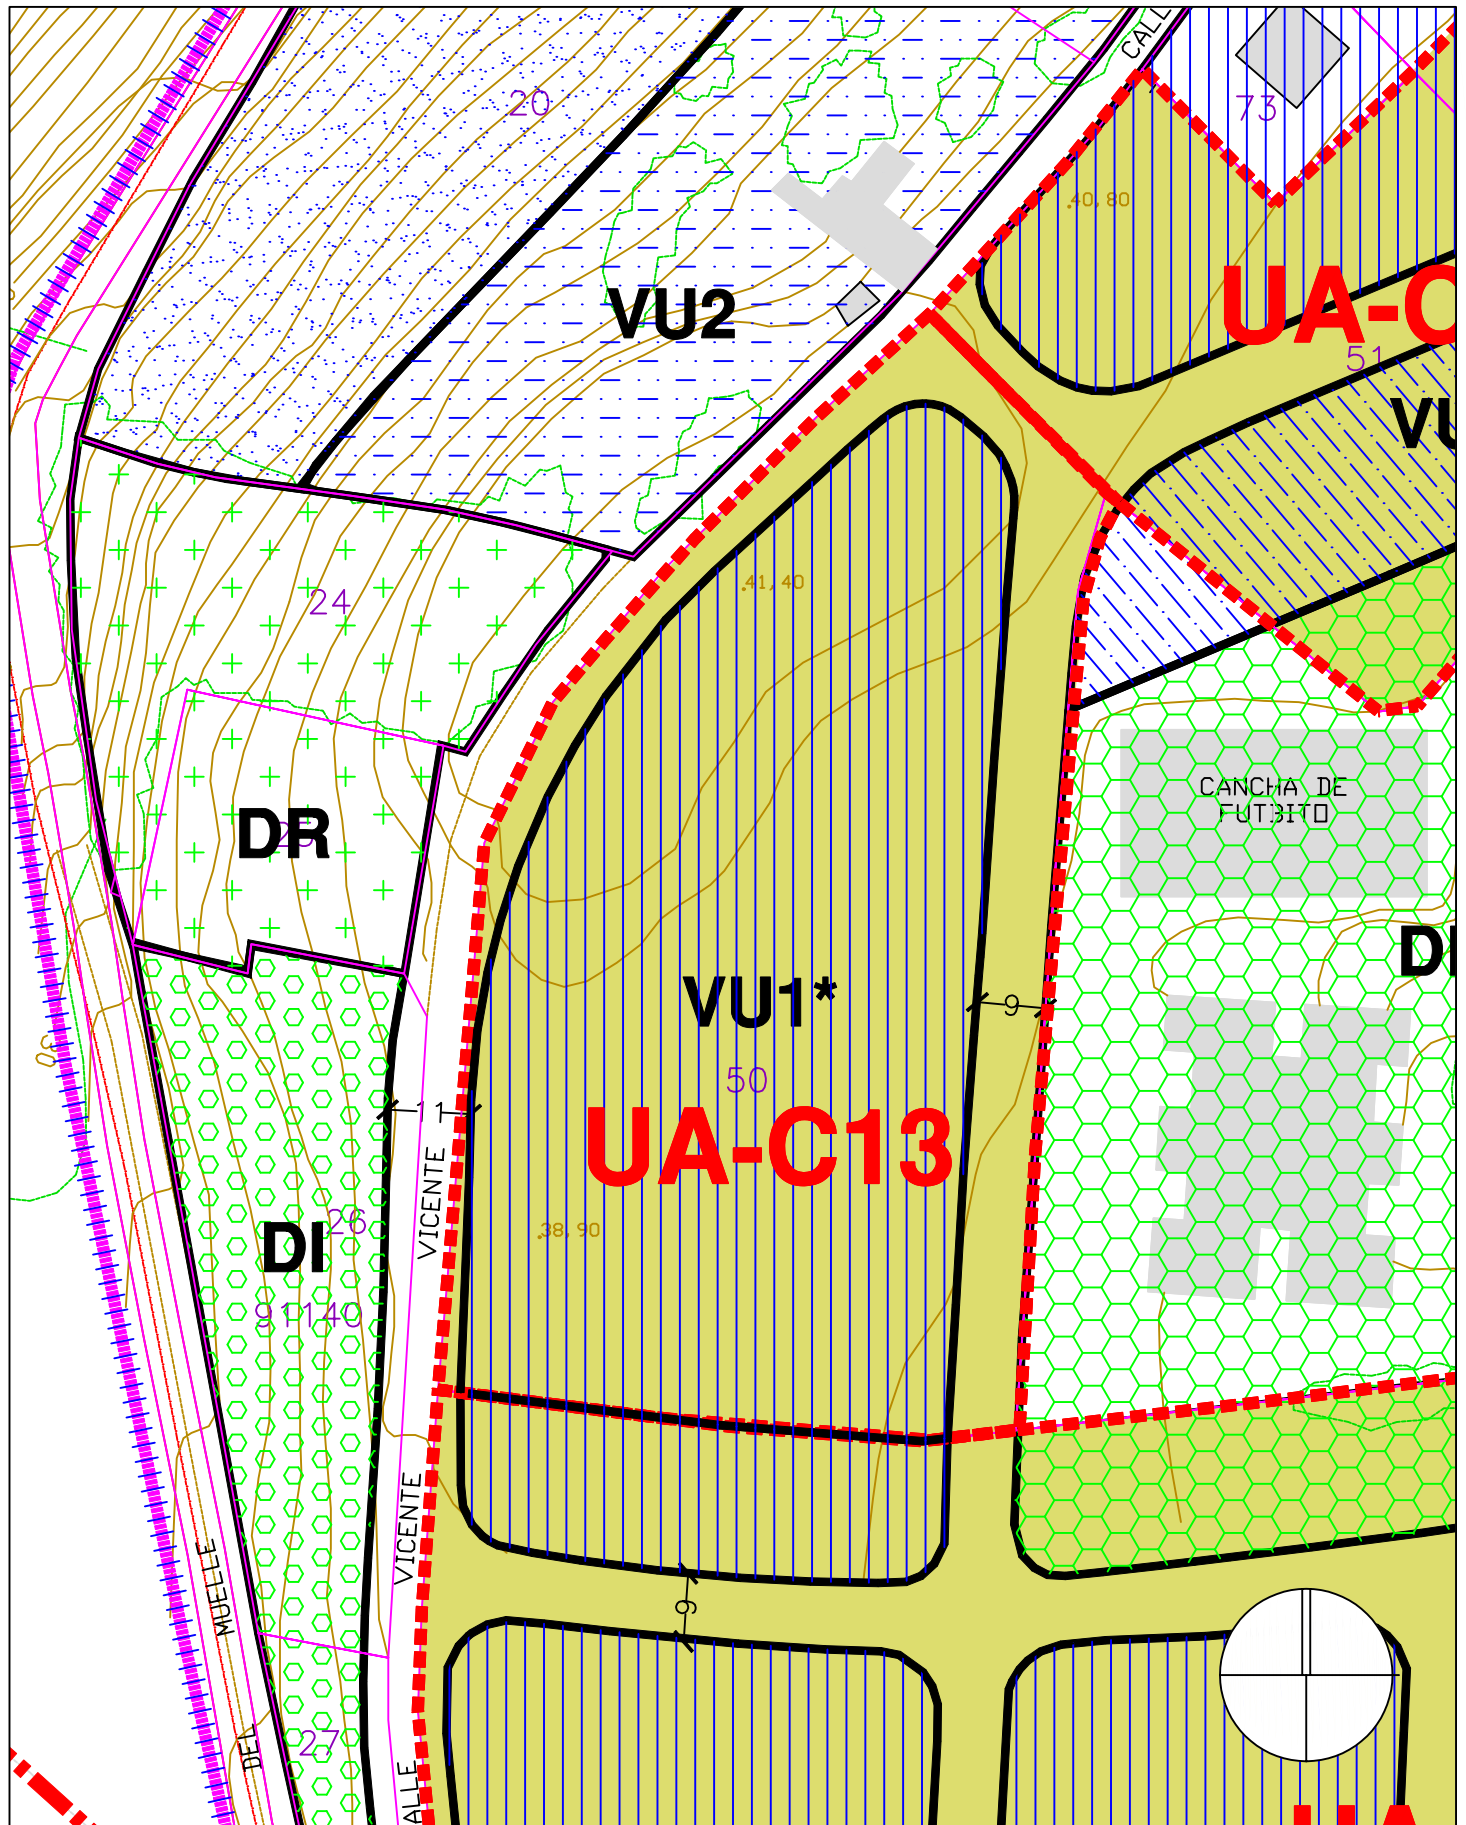 CALL
20
73
40,80
VU2
UA-C
51
VU
41,40
24
CANCHA DE
FUTBITO
DR
DI
VU1*
9
50
11
UA-C13
VICENTE
38,90
26
DI
91140
VICENTE
MUELLE
9
27
DEL
ALLE